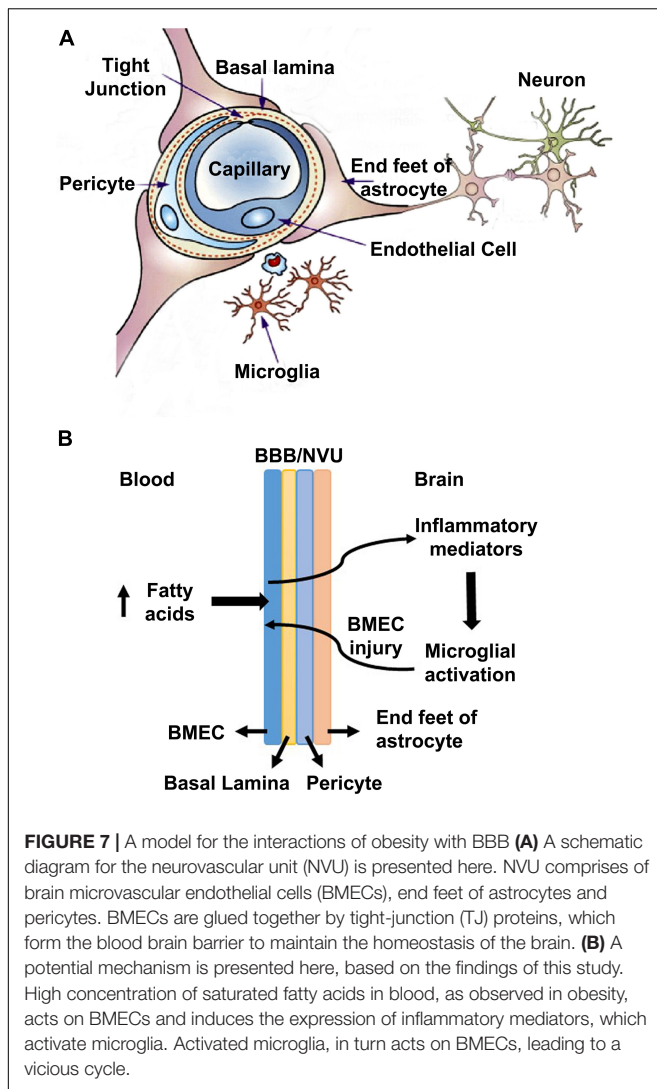 A
Tight
Junction
Basal lamina
Neuron
Pericyte
Capillary
End feet of
astrocyte
Endothelial Cell
Microglia
B
BBB/NVU
Blood
Brain
Inflammatory
mediators
Fatty
acids
BMEC
injury
Microglial
activation
BMEC
End feet of
astrocyte
Basal Lamina
Pericyte
FIGURE 7 | A model for the interactions of obesity with BBB (A) A schematic
diagram for the neurovascular unit (NVU) is presented here. NVU comprises of
brain microvascular endothelial cells (BMECs), end feet of astrocytes and
pericytes. BMECs are glued together by tight-junction (TJ) proteins, which
form the blood brain barrier to maintain the homeostasis of the brain. (B) A
potential mechanism is presented here, based on the findings of this study.
High concentration of saturated fatty acids in blood, as observed in obesity,
acts on BMECs and induces the expression of inflammatory mediators, which
activate microglia. Activated microglia, in turn acts on BMECs, leading to a
vicious cycle.